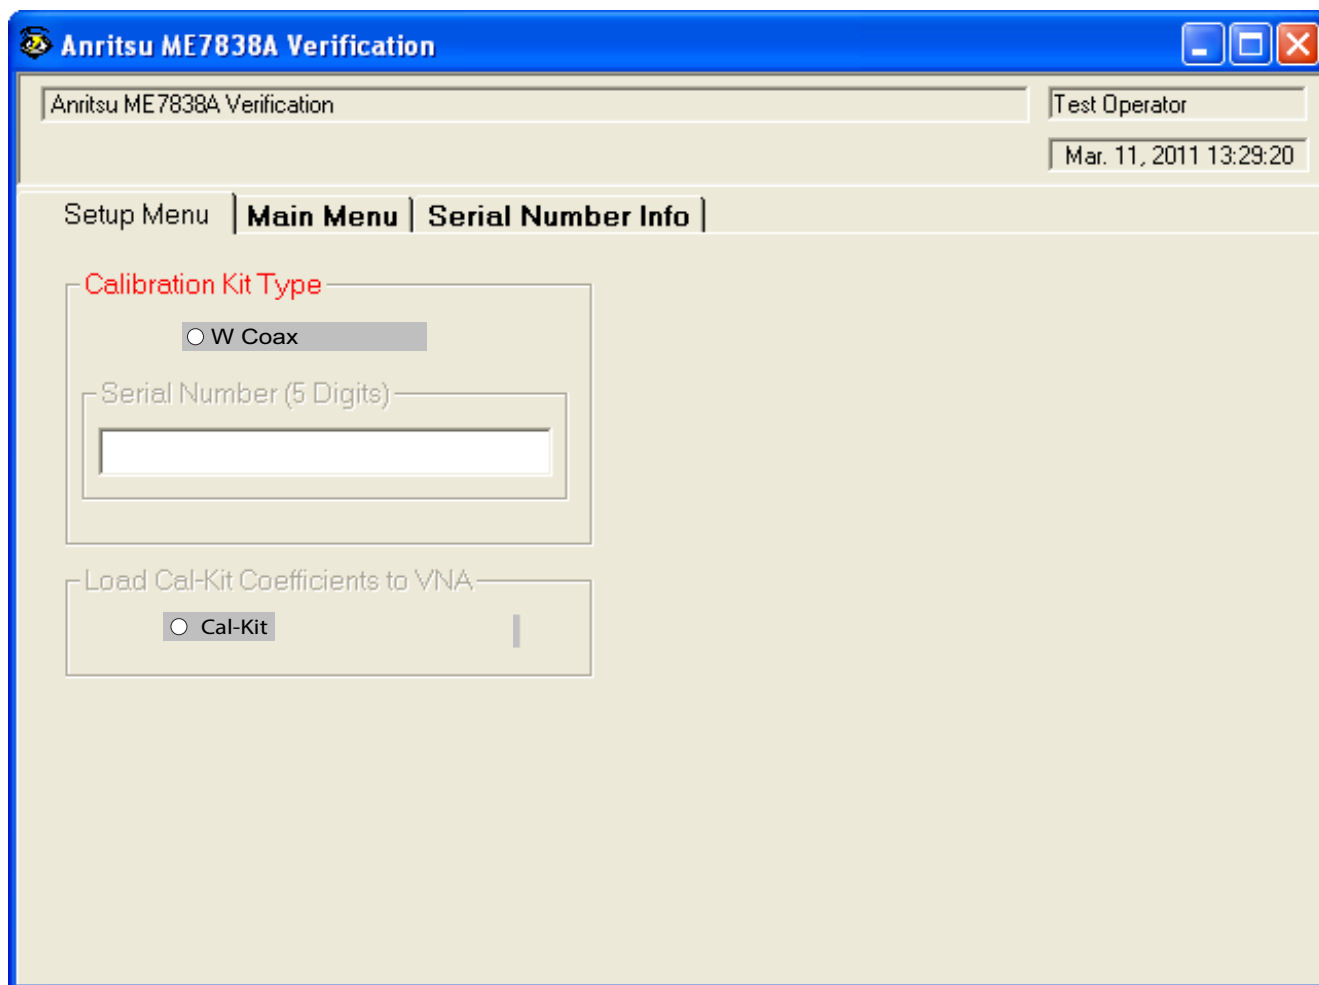 Anritsu ME7838A Verification
Anritsu ME7838A Verification
Test Operator
Mar. 11, 2011 13:29:20
Setup Menu
Main Menu
Serial Number Info
Calibration Kit Type
W Coax
Serial Number (5 Digits)
Load Cal-Kit Coefficients to VNA
Cal-Kit